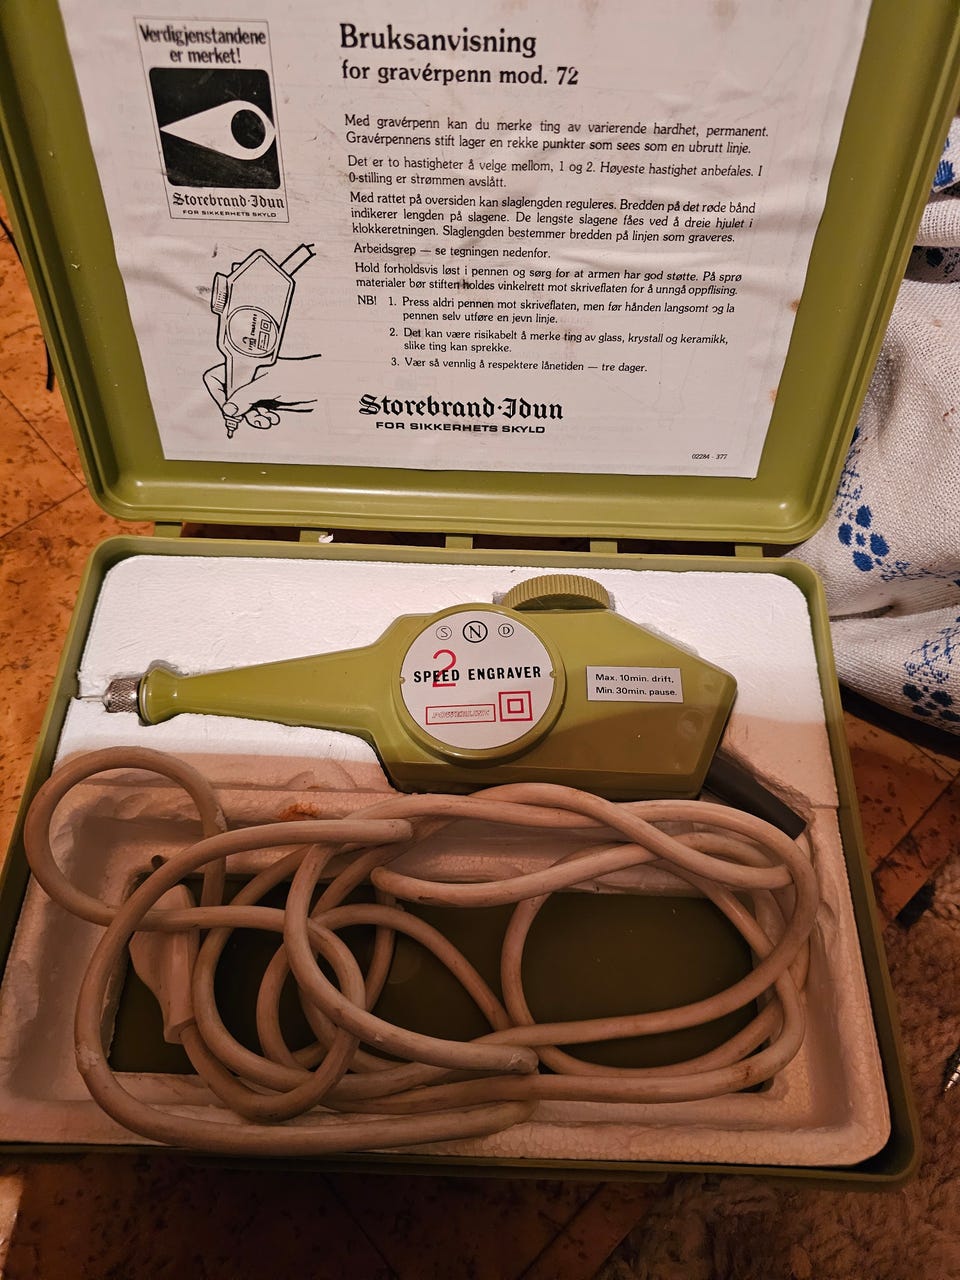 Verdigjenstandene
er merket!
Storebrand·Idun
FOR SIKKERHETS SKYLD
Bruksanvisning
for gravérpenn mod. 72
Med gravérpenn kan du merke ting av varierende hardhet, permanent.
Gravérpennens stift lager en rekke punkter som sees som en ubrutt linje.
Det er to hastigheter å velge mellom, 1 og 2. Høyeste hastighet anbefales. I
0-stilling er strømmen avslått.
Med rattet på oversiden kan slaglengden reguleres. Bredden på det røde bånd
indikerer lengden på slagene. De lengste slagene fåes ved å dreie hjulet i
klokkeretningen. Slaglengden bestemmer bredden på linjen som graveres.
Arbeidsgrep — se tegningen nedenfor.
Hold forholdsvis løst i pennen og sørg for at armen har god støtte. På sprø
materialer bør stiften holdes vinkelrett mot skriveflaten for å unngå oppflising.
NB! 1. Press aldri pennen mot skriveflaten, men før hånden langsomt og la
pennen selv utføre en jevn linje.
2. Det kan være risikabelt å merke ting av glass, krystall og keramikk,
slike ting kan sprekke.
3. Vær så vennlig å respektere lånetiden — tre dager.
Storebrand·Idun
FOR SIKKERHETS SKYLD
02284 - 377
S N D
2
SPEED ENGRAVER
Max. 10min. drift,
Min. 30min. pause.